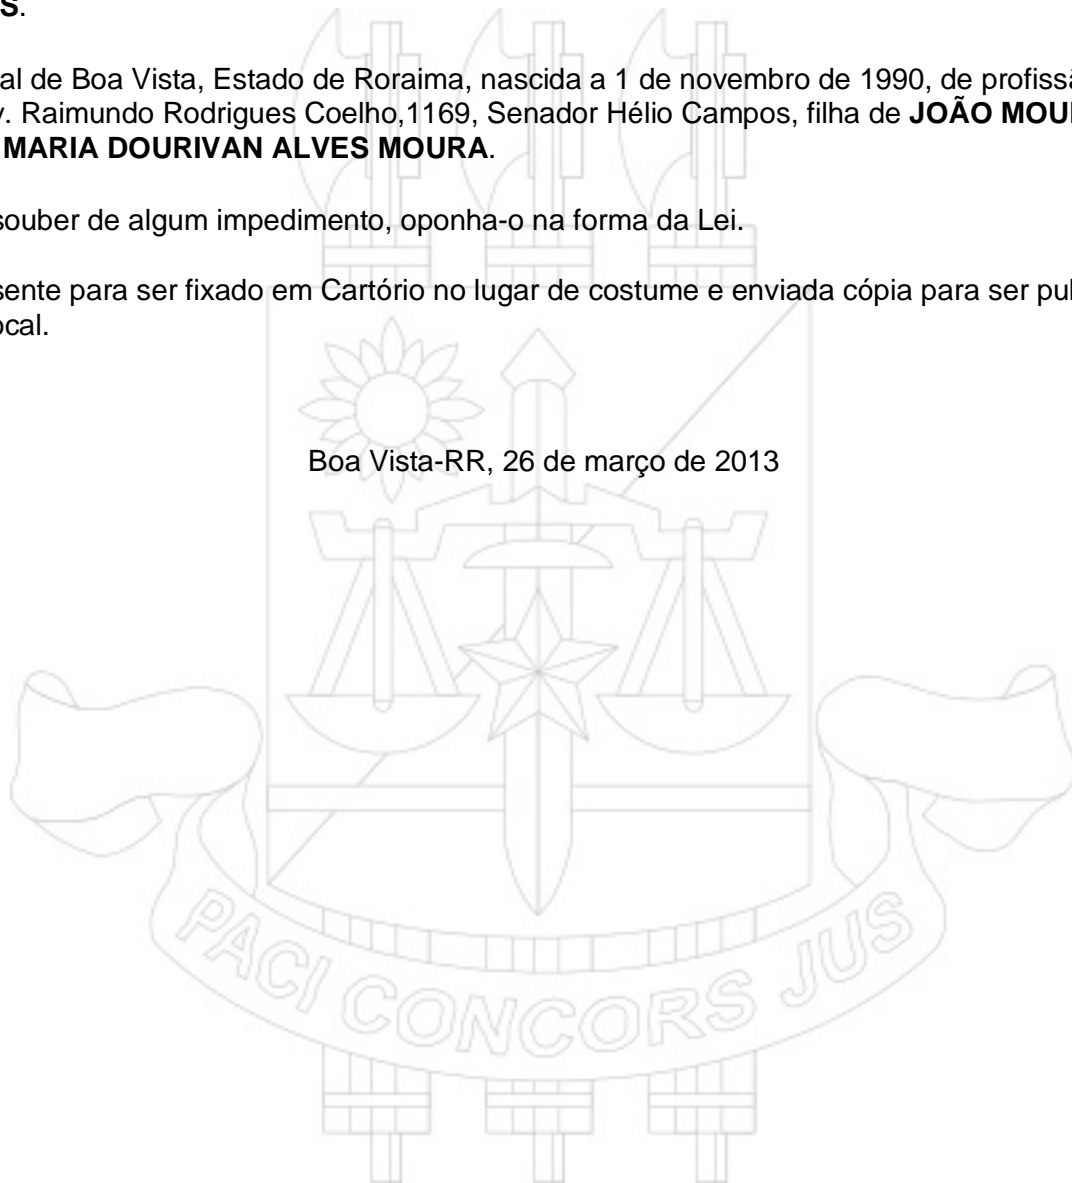 S.
al de Boa Vista, Estado de Roraima, nascida a 1 de novembro de 1990, de profissã
v. Raimundo Rodrigues Coelho,1169, Senador Hélio Campos, filha de JOÃO MOU
MARIA DOURIVAN ALVES MOURA.
souber de algum impedimento, oponha-o na forma da Lei.
sente para ser fixado em Cartório no lugar de costume e enviada cópia para ser pu
ocal.
Boa Vista-RR, 26 de março de 2013
PACI CONCORS JUS